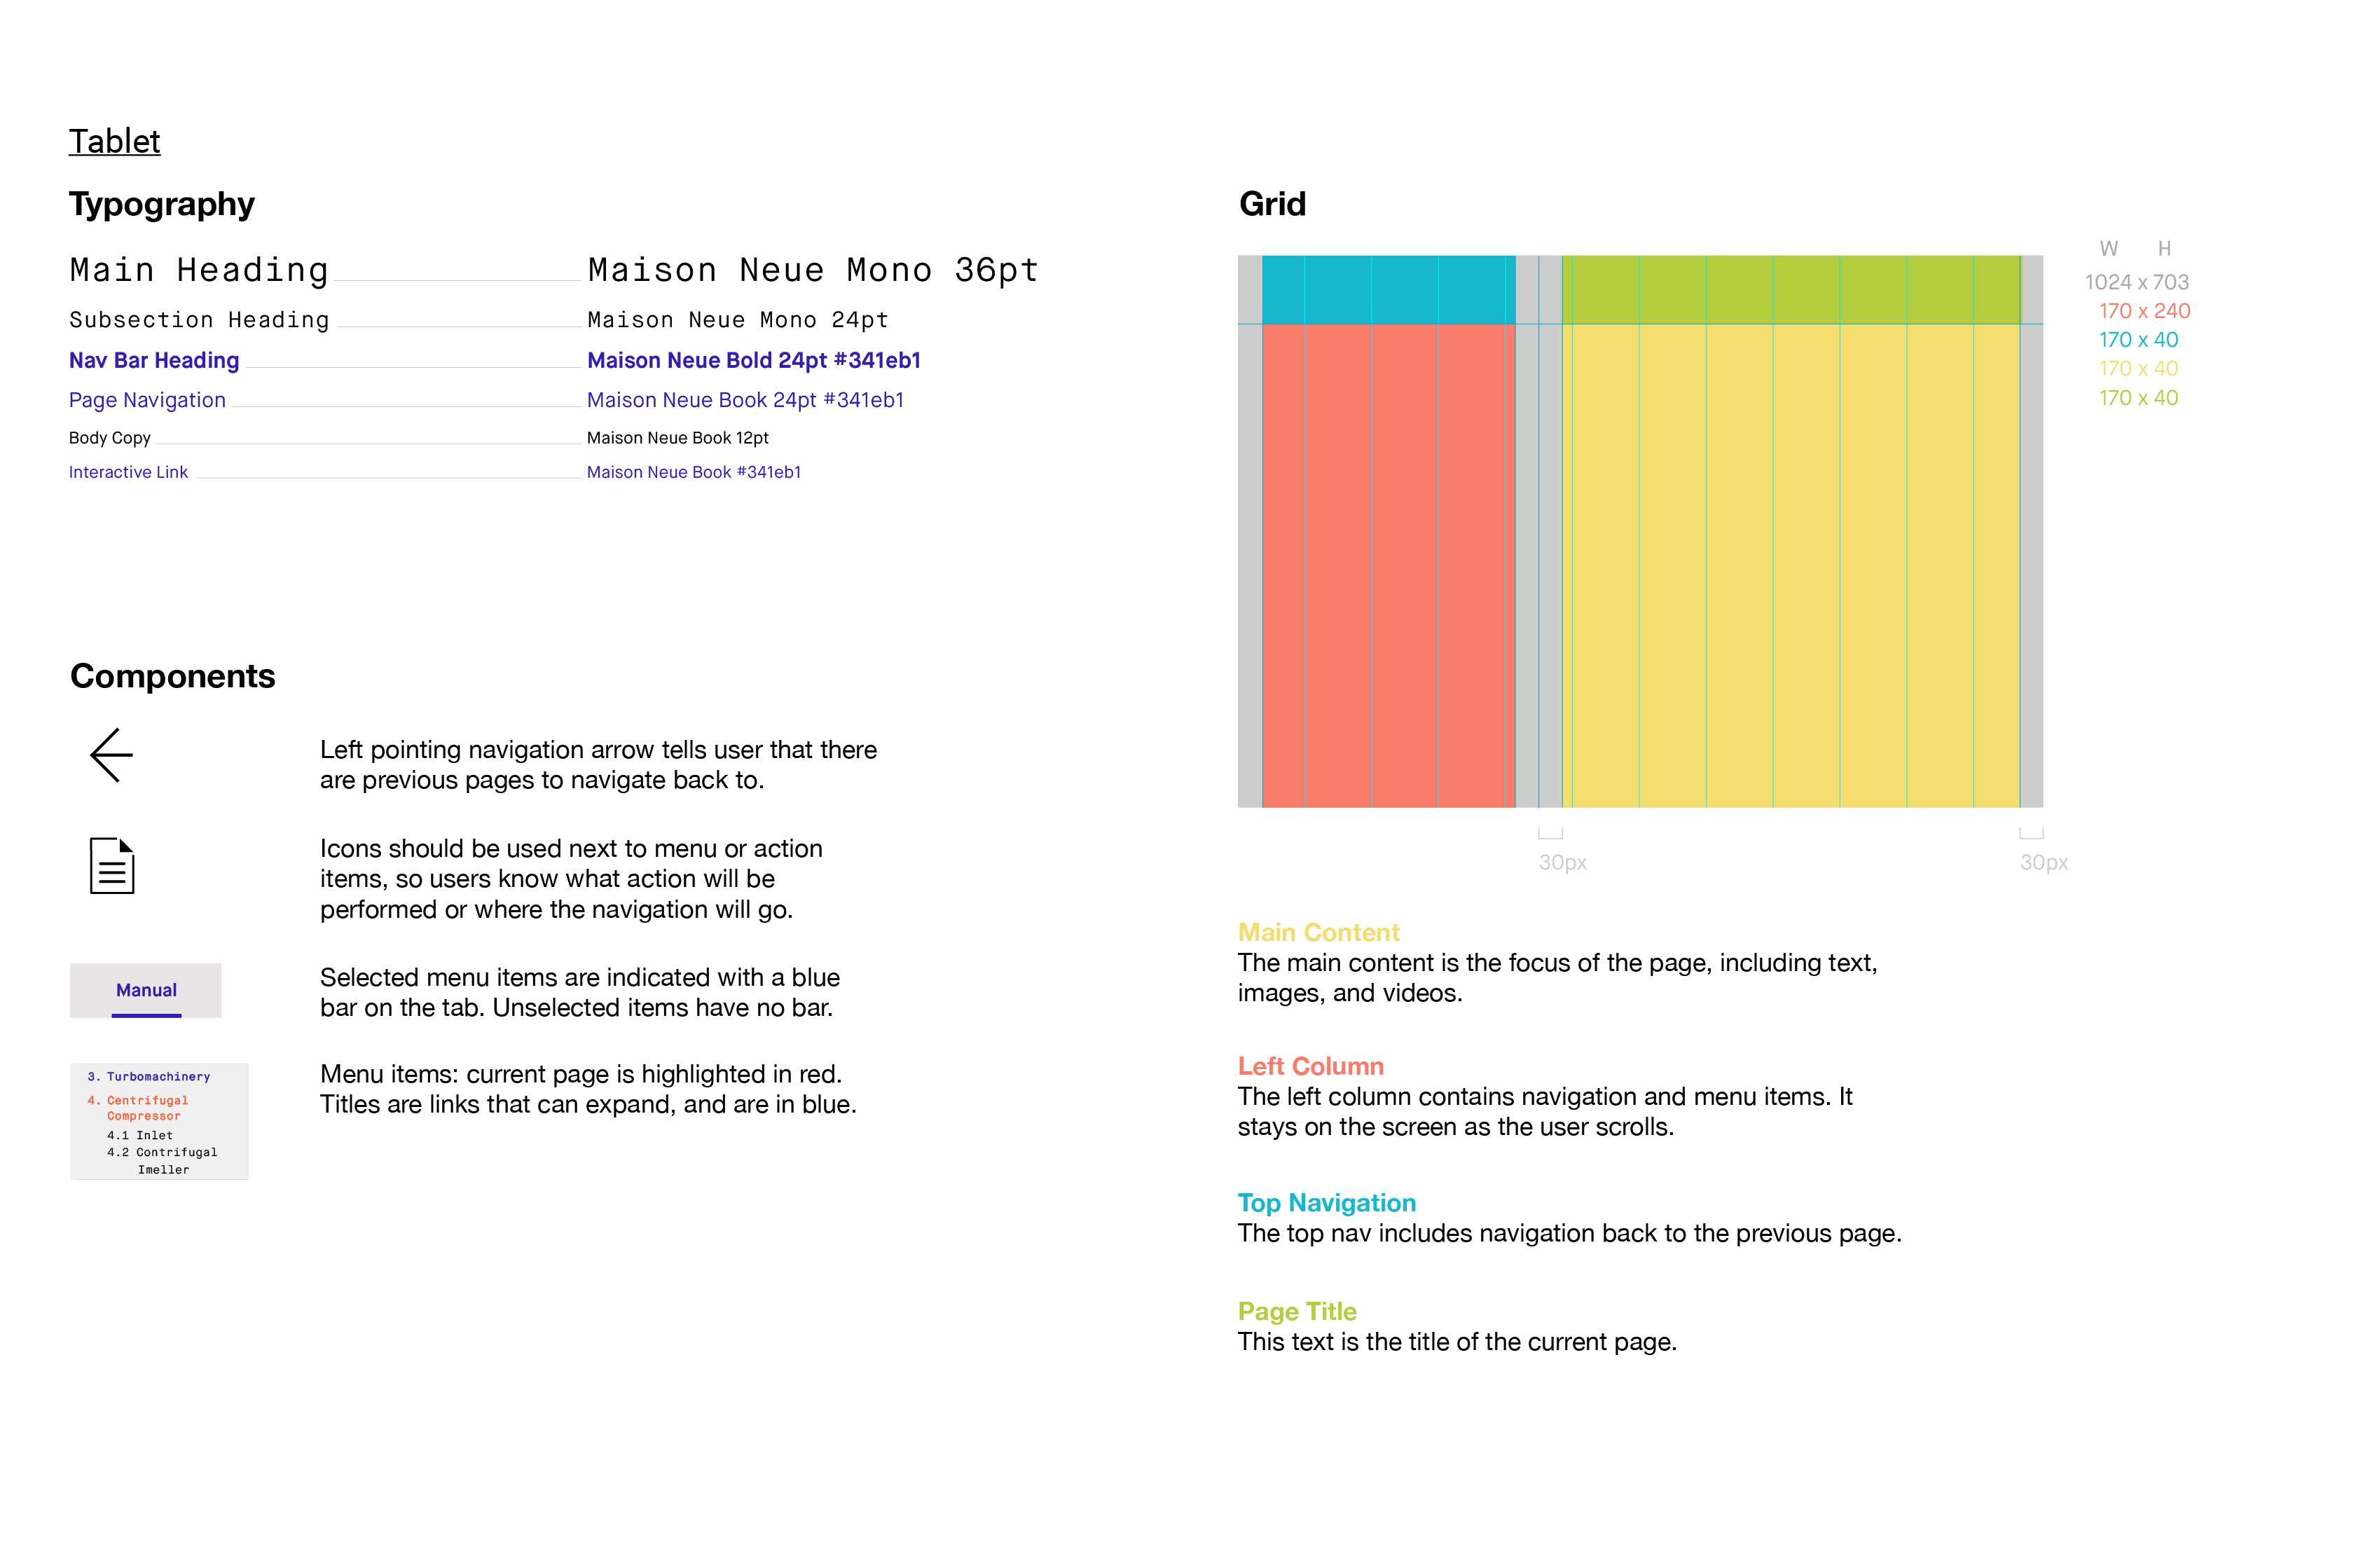 Tablet
Typography
Main Heading Maison Neue Mono 36pt
Subsection Heading Maison Neue Mono 24pt
Nav Bar Heading Maison Neue Bold 24pt #341eb1
Page Navigation Maison Neue Book 24pt #341eb1
Body Copy Maison Neue Book 12pt
Interactive Link Maison Neue Book #341eb1
Components
Left pointing navigation arrow tells user that there
are previous pages to navigate back to.
Icons should be used next to menu or action
items, so users know what action will be
performed or where the navigation will go.
Manual
Selected menu items are indicated with a blue
bar on the tab. Unselected items have no bar.
3. Turbomachinery
4. Centrifugal
Compressor
4.1 Inlet
4.2 Contrifugal
Imeller
Menu items: current page is highlighted in red.
Titles are links that can expand, and are in blue.
Grid
W H
1024 x 703
170 x 240
170 x 40
170 x 40
170 x 40
30px 30px
Main Content
The main content is the focus of the page, including text,
images, and videos.
Left Column
The left column contains navigation and menu items. It
stays on the screen as the user scrolls.
Top Navigation
The top nav includes navigation back to the previous page.
Page Title
This text is the title of the current page.